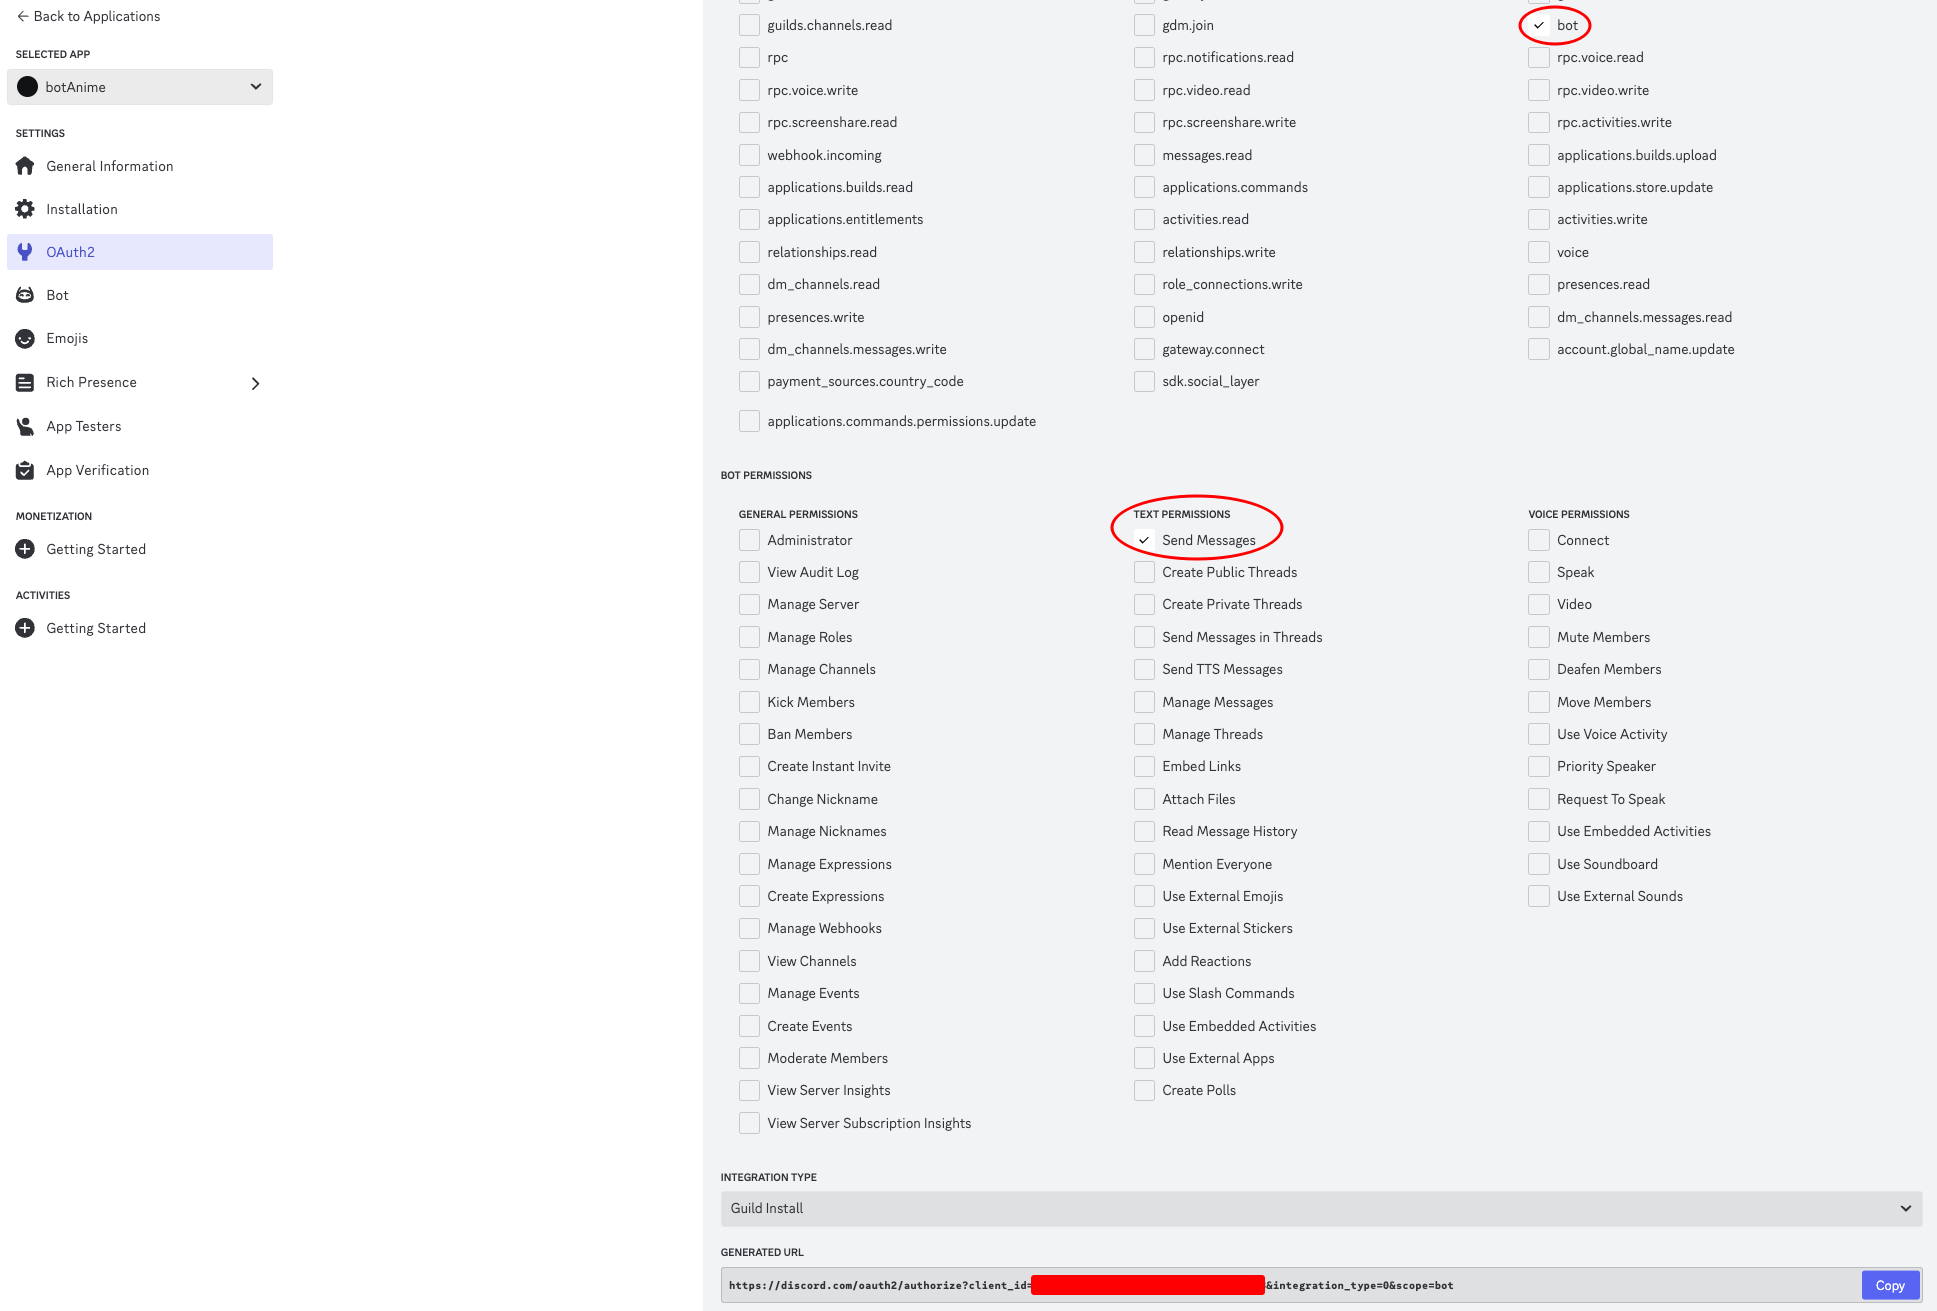 Back to Applications
SELECTED APP
botAnime
SETTINGS
General Information
Installation
OAuth2
Bot
Emojis
Rich Presence
App Testers
App Verification
MONETIZATION
Getting Started
ACTIVITIES
Getting Started
guilds.channels.read gdm.join bot
rpc rpc.notifications.read rpc.voice.read
rpc.voice.write rpc.video.read rpc.video.write
rpc.screenshare.read rpc.screenshare.write rpc.activities.write
webhook.incoming messages.read applications.builds.upload
applications.builds.read applications.commands applications.store.update
applications.entitlements activities.read activities.write
relationships.read relationships.write voice
dm_channels.read role_connections.write presences.read
presences.write openid dm_channels.messages.read
dm_channels.messages.write gateway.connect account.global_name.update
payment_sources.country_code sdk.social_layer
applications.commands.permissions.update
BOT PERMISSIONS
GENERAL PERMISSIONS
Administrator
View Audit Log
Manage Server
Manage Roles
Manage Channels
Kick Members
Ban Members
Create Instant Invite
Change Nickname
Manage Nicknames
Manage Expressions
Create Expressions
Manage Webhooks
View Channels
Manage Events
Create Events
Moderate Members
View Server Insights
View Server Subscription Insights
TEXT PERMISSIONS
Send Messages
Create Public Threads
Create Private Threads
Send Messages in Threads
Send TTS Messages
Manage Messages
Manage Threads
Embed Links
Attach Files
Read Message History
Mention Everyone
Use External Emojis
Use External Stickers
Add Reactions
Use Slash Commands
Use Embedded Activities
Use External Apps
Create Polls
VOICE PERMISSIONS
Connect
Speak
Video
Mute Members
Deafen Members
Move Members
Use Voice Activity
Priority Speaker
Request To Speak
Use Embedded Activities
Use Soundboard
Use External Sounds
INTEGRATION TYPE
Guild Install
GENERATED URL
https://discord.com/oauth2/authorize?client_id= &integration_type=0&scope=bot Copy